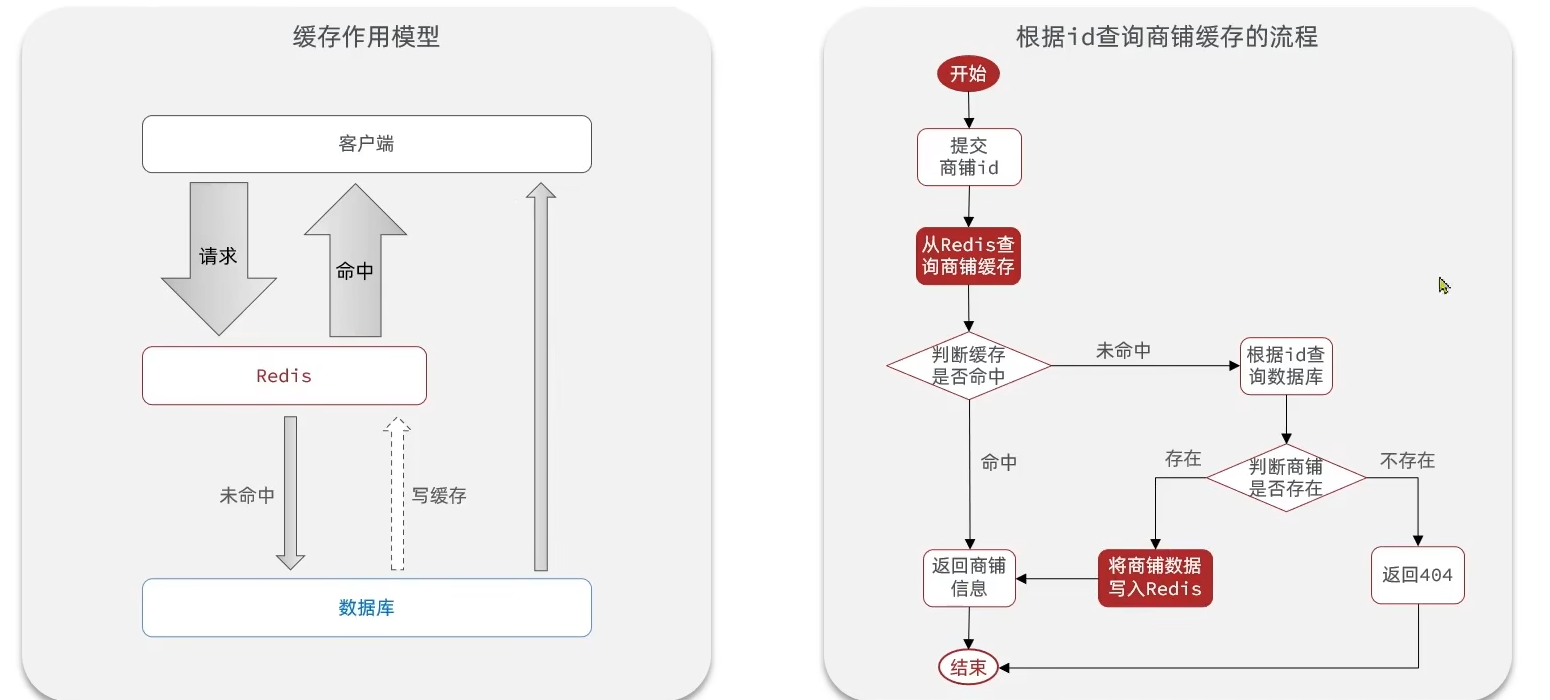 缓存作用模型
客户端
请求
命中
Redis
未命中
写缓存
数据库
根据id查询商铺缓存的流程
开始
提交
商铺id
从Redis查
询商铺缓存
判断缓存
是否命中
未命中
根据id查
询数据库
命中
存在
判断商铺
是否存在
不存在
返回商铺
信息
将商铺数据
写入Redis
返回404
结束